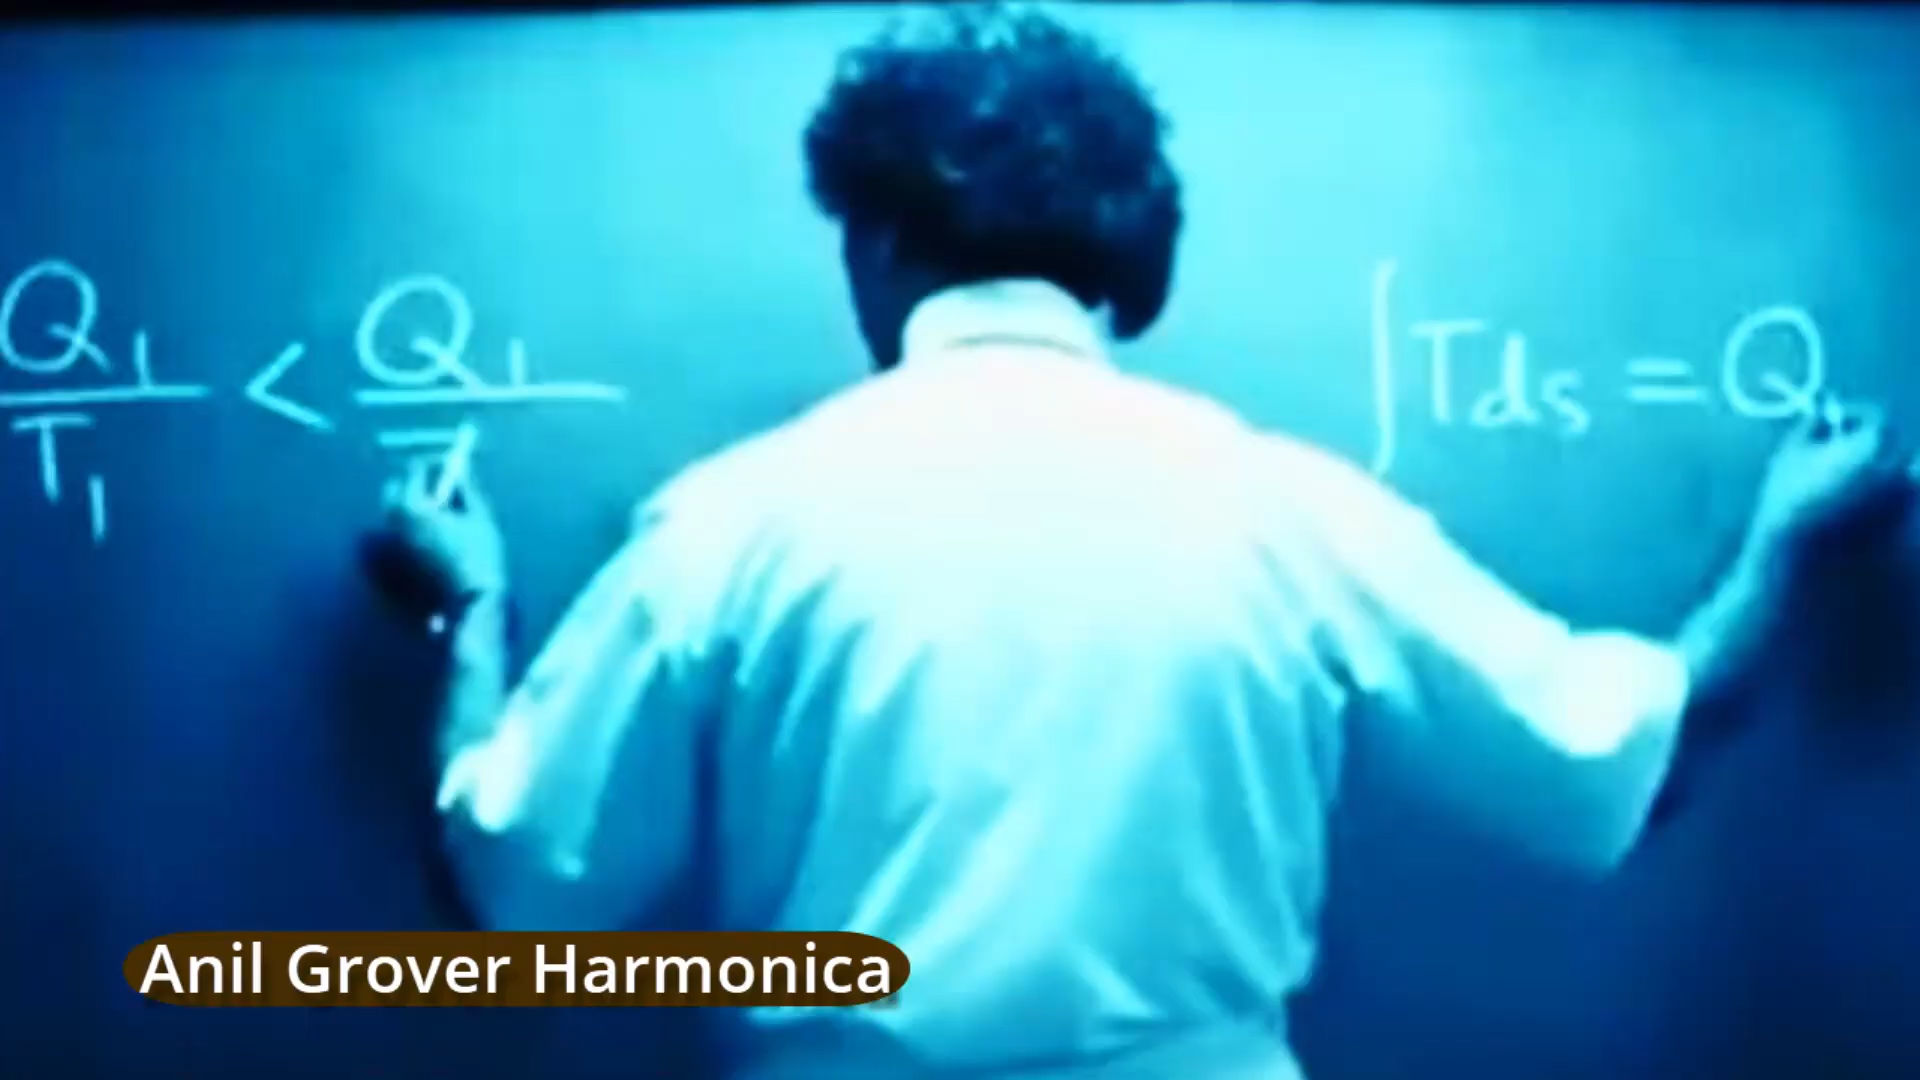 Q₁/T₁ < Q₁
∫Tds = Q
Anil Grover Harmonica